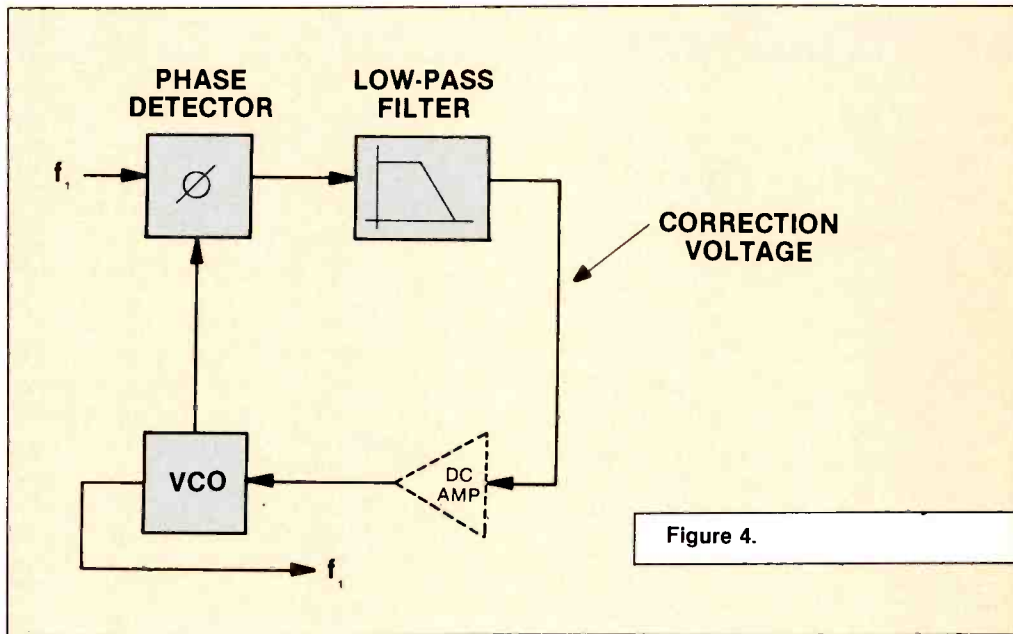 PHASE
DETECTOR
LOW-PASS
FILTER
f₁
Ø
CORRECTION
VOLTAGE
VCO
DC
AMP
f₁
Figure 4.